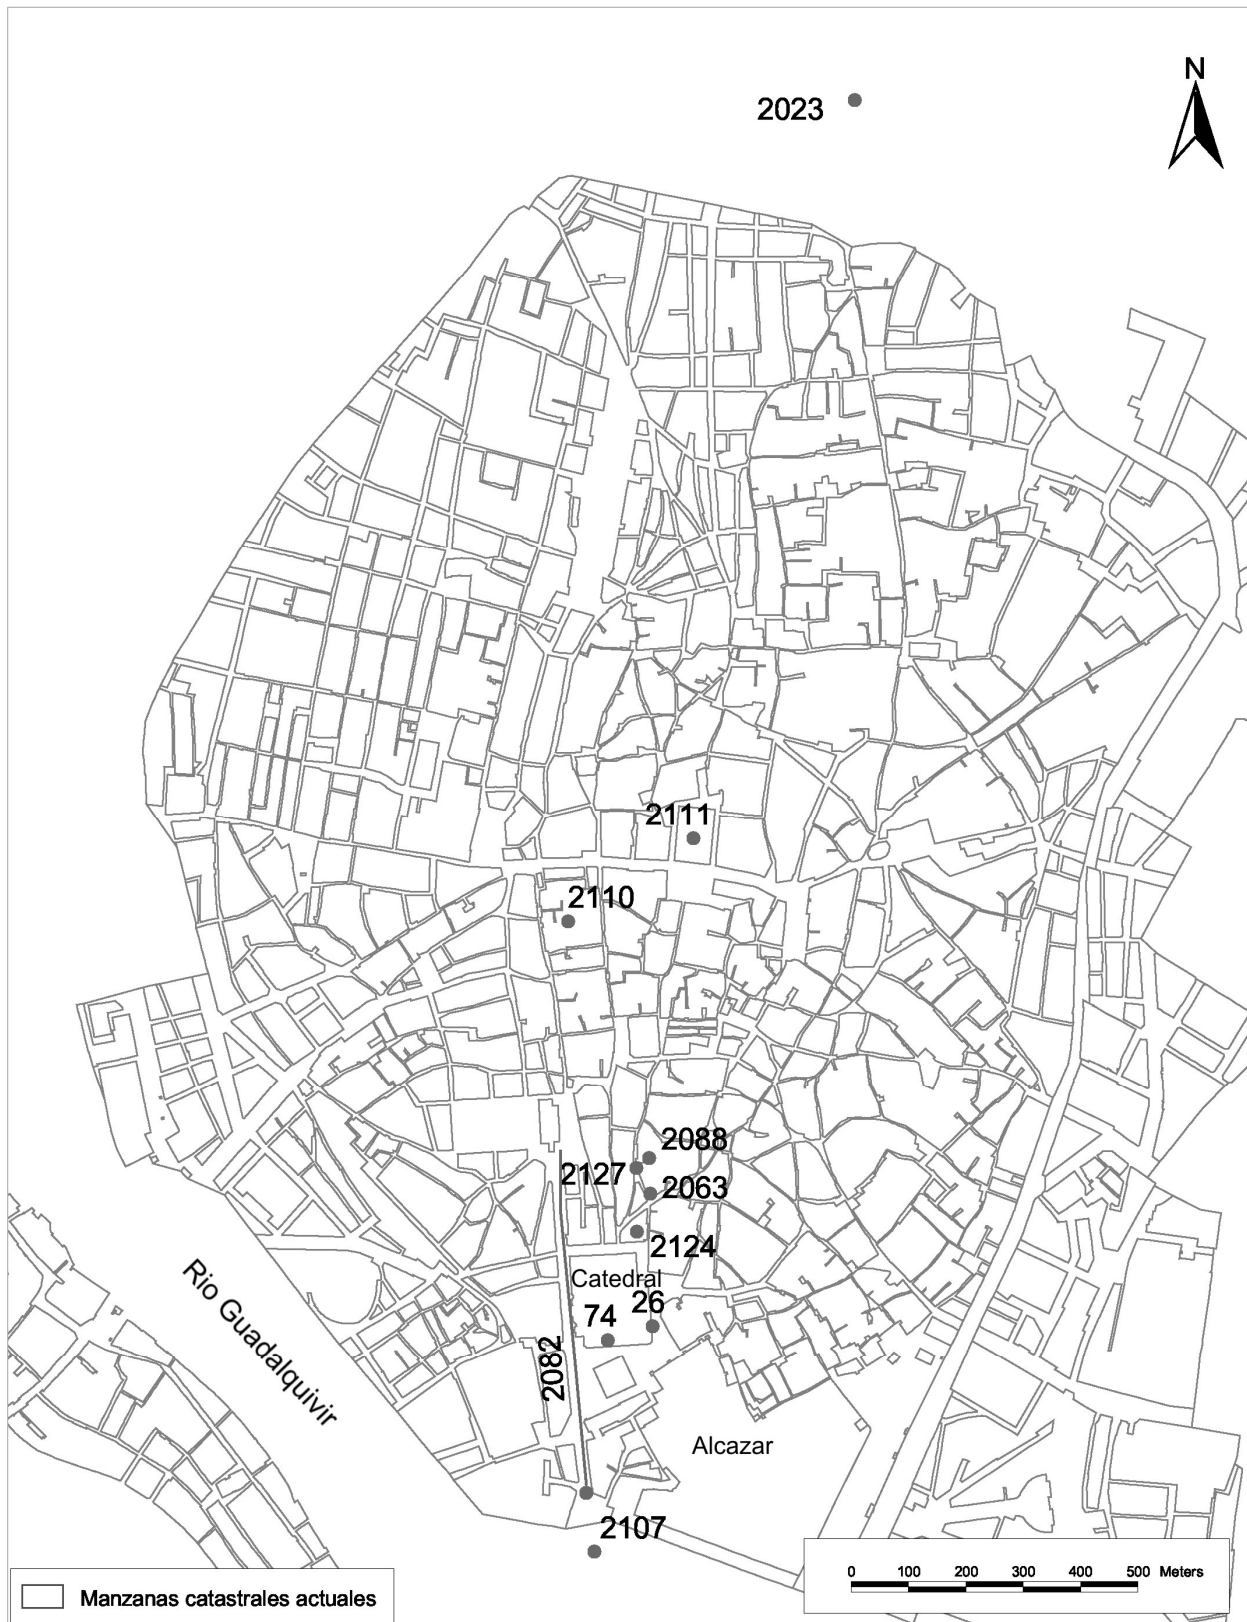 N
2023
2111
2110
2088
2127
2063
2124
Catedral
26
74
2082
Rio Guadalquivir
Alcazar
2107
0 100 200 300 400 500 Meters
Manzanas catastrales actuales